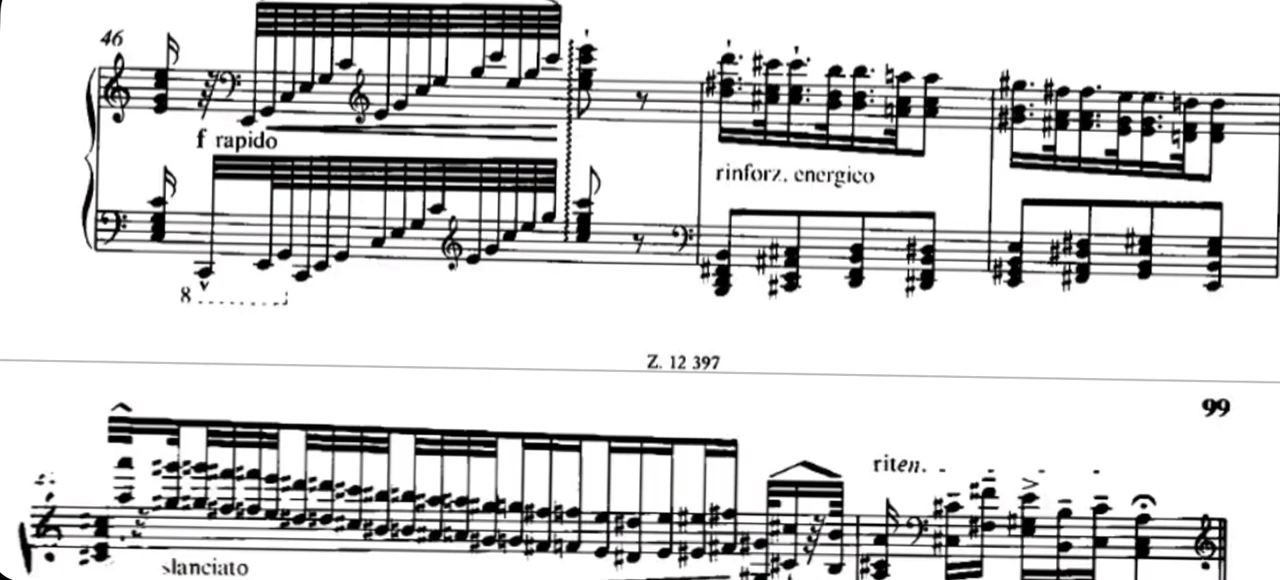 46
f rapido
rinforz. energico
8
Z. 12 397
99
riten.
slanciato